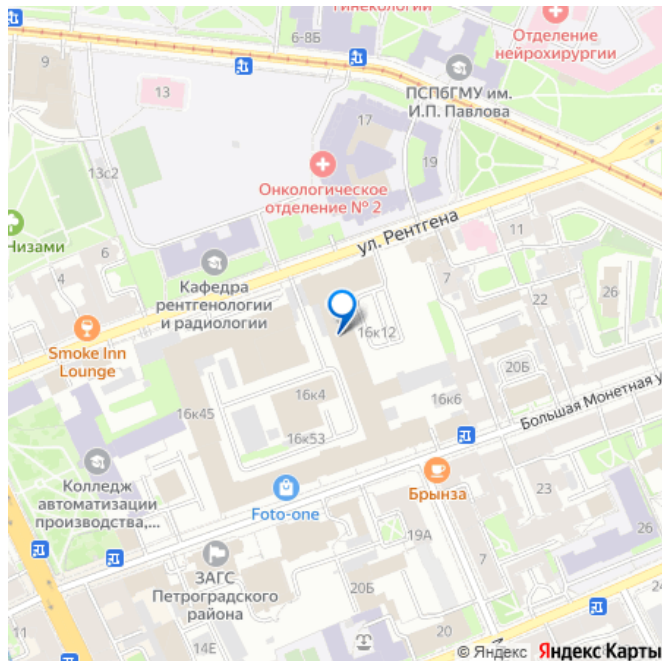 гинекологии
6-8Б
Отделение
нейрохирургии
9
13
ПСПбГМУ им.
И.П. Павлова
17
19
13с2
Онкологическое
отделение № 2
Низами
ул. Рентгена
11
6
4
7
Кафедра
рентгенологии
и радиологии
22
26
Smoke Inn
Lounge
16к12
20Б
16к4
16к6
16к45
Большая Монетная у
16к53
Колледж
автоматизации
производства,...
Foto-one
Брынза
23
19А
26
ЗАГС
Петроградского
района
7
20Б
24
11
14Е
© Яндекс Яндекс Карты